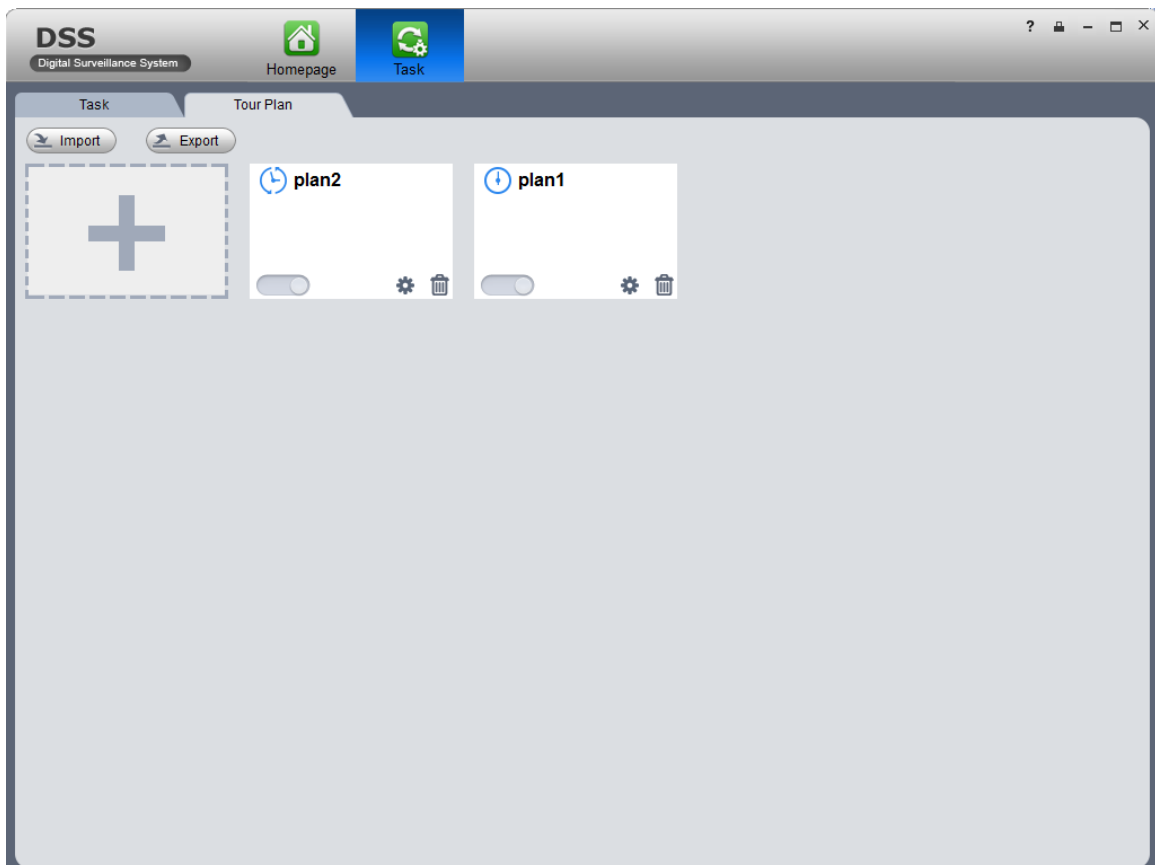 DSS
Digital Surveillance System
Homepage
Task
?
Task
Tour Plan
Import
Export
plan2
plan1